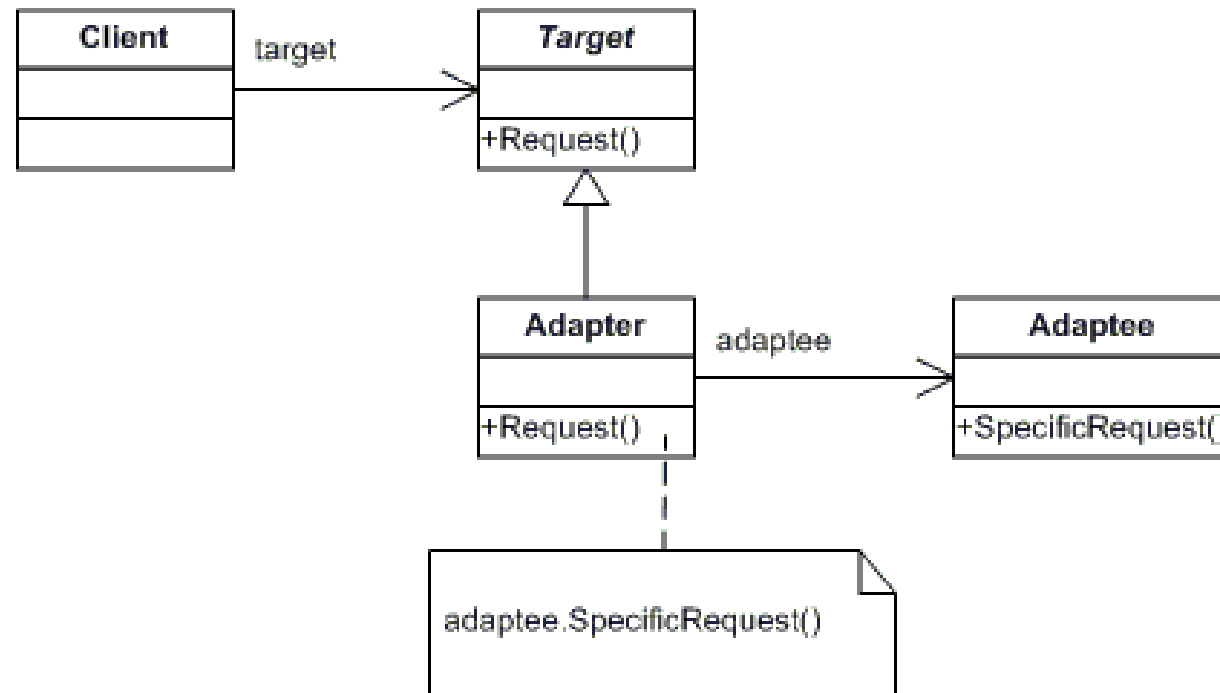 Client
target
Target
+Request()
Adapter
adaptee
Adaptee
+Request()
+SpecificRequest()
adaptee.SpecificRequest()